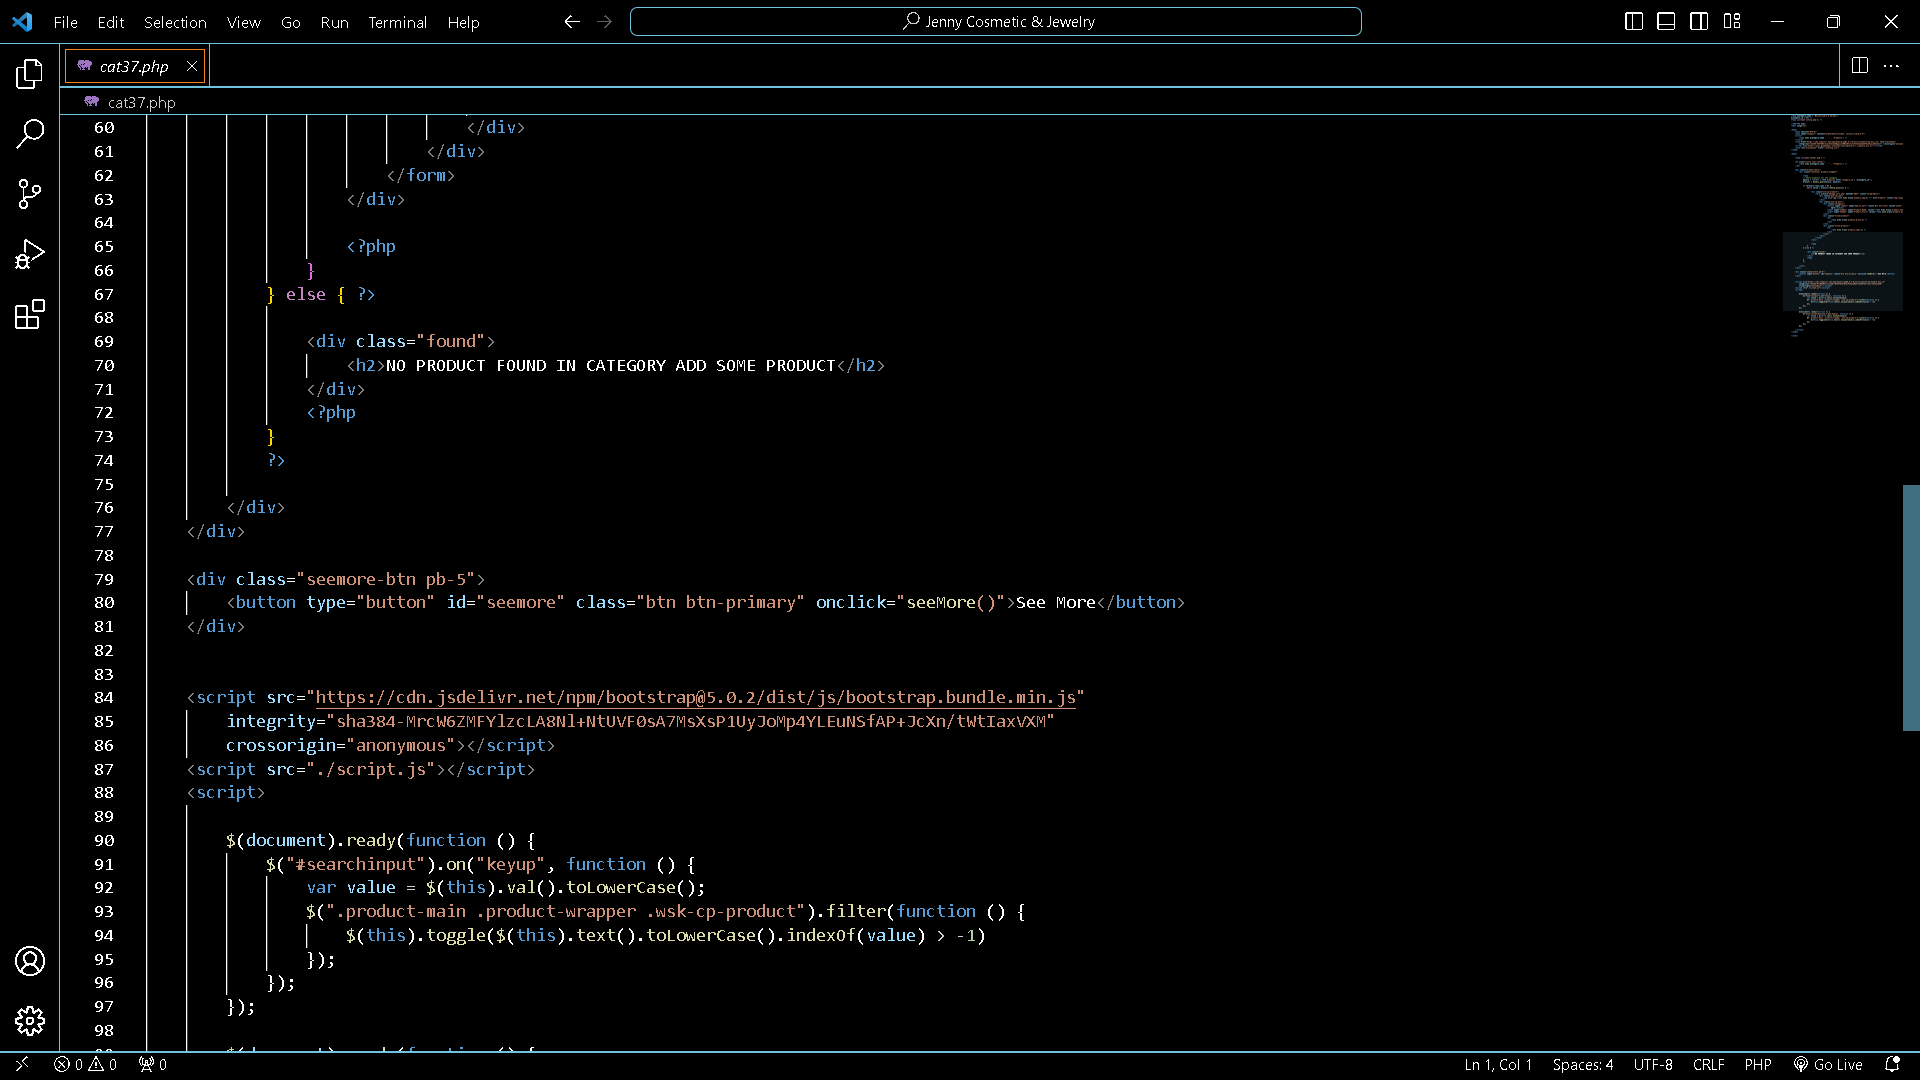 File Edit Selection View Go Run Terminal Help
Jenny Cosmetic & Jewelry
cat37.php
cat37.php
60 </div>
61 </div>
62 </form>
63 </div>
64
65 <?php
66 }
67 } else { ?>
68
69 <div class="found">
70 <h2>NO PRODUCT FOUND IN CATEGORY ADD SOME PRODUCT</h2>
71 </div>
72 <?php
73 }
74 ?>
75
76 </div>
77 </div>
78
79 <div class="seemore-btn pb-5">
80 <button type="button" id="seemore" class="btn btn-primary" onclick="seeMore()">See More</button>
81 </div>
82
83
84 <script src="https://cdn.jsdelivr.net/npm/bootstrap@5.0.2/dist/js/bootstrap.bundle.min.js"
85 integrity="sha384-MrcW6ZMFYlzcLA8Nl+NtUVF0sA7MsXsP1UyJoMp4YLEuNSfAP+JcXn/tWtIaxVXM"
86 crossorigin="anonymous"></script>
87 <script src="./script.js"></script>
88 <script>
89
90 $(document).ready(function () {
91 $("#searchinput").on("keyup", function () {
92 var value = $(this).val().toLowerCase();
93 $(".product-main .product-wrapper .wsk-cp-product").filter(function () {
94 $(this).toggle($(this).text().toLowerCase().indexOf(value) > -1)
95 });
96 });
97 });
98
0 0 0 Ln 1, Col 1 Spaces: 4 UTF-8 CRLF PHP Go Live